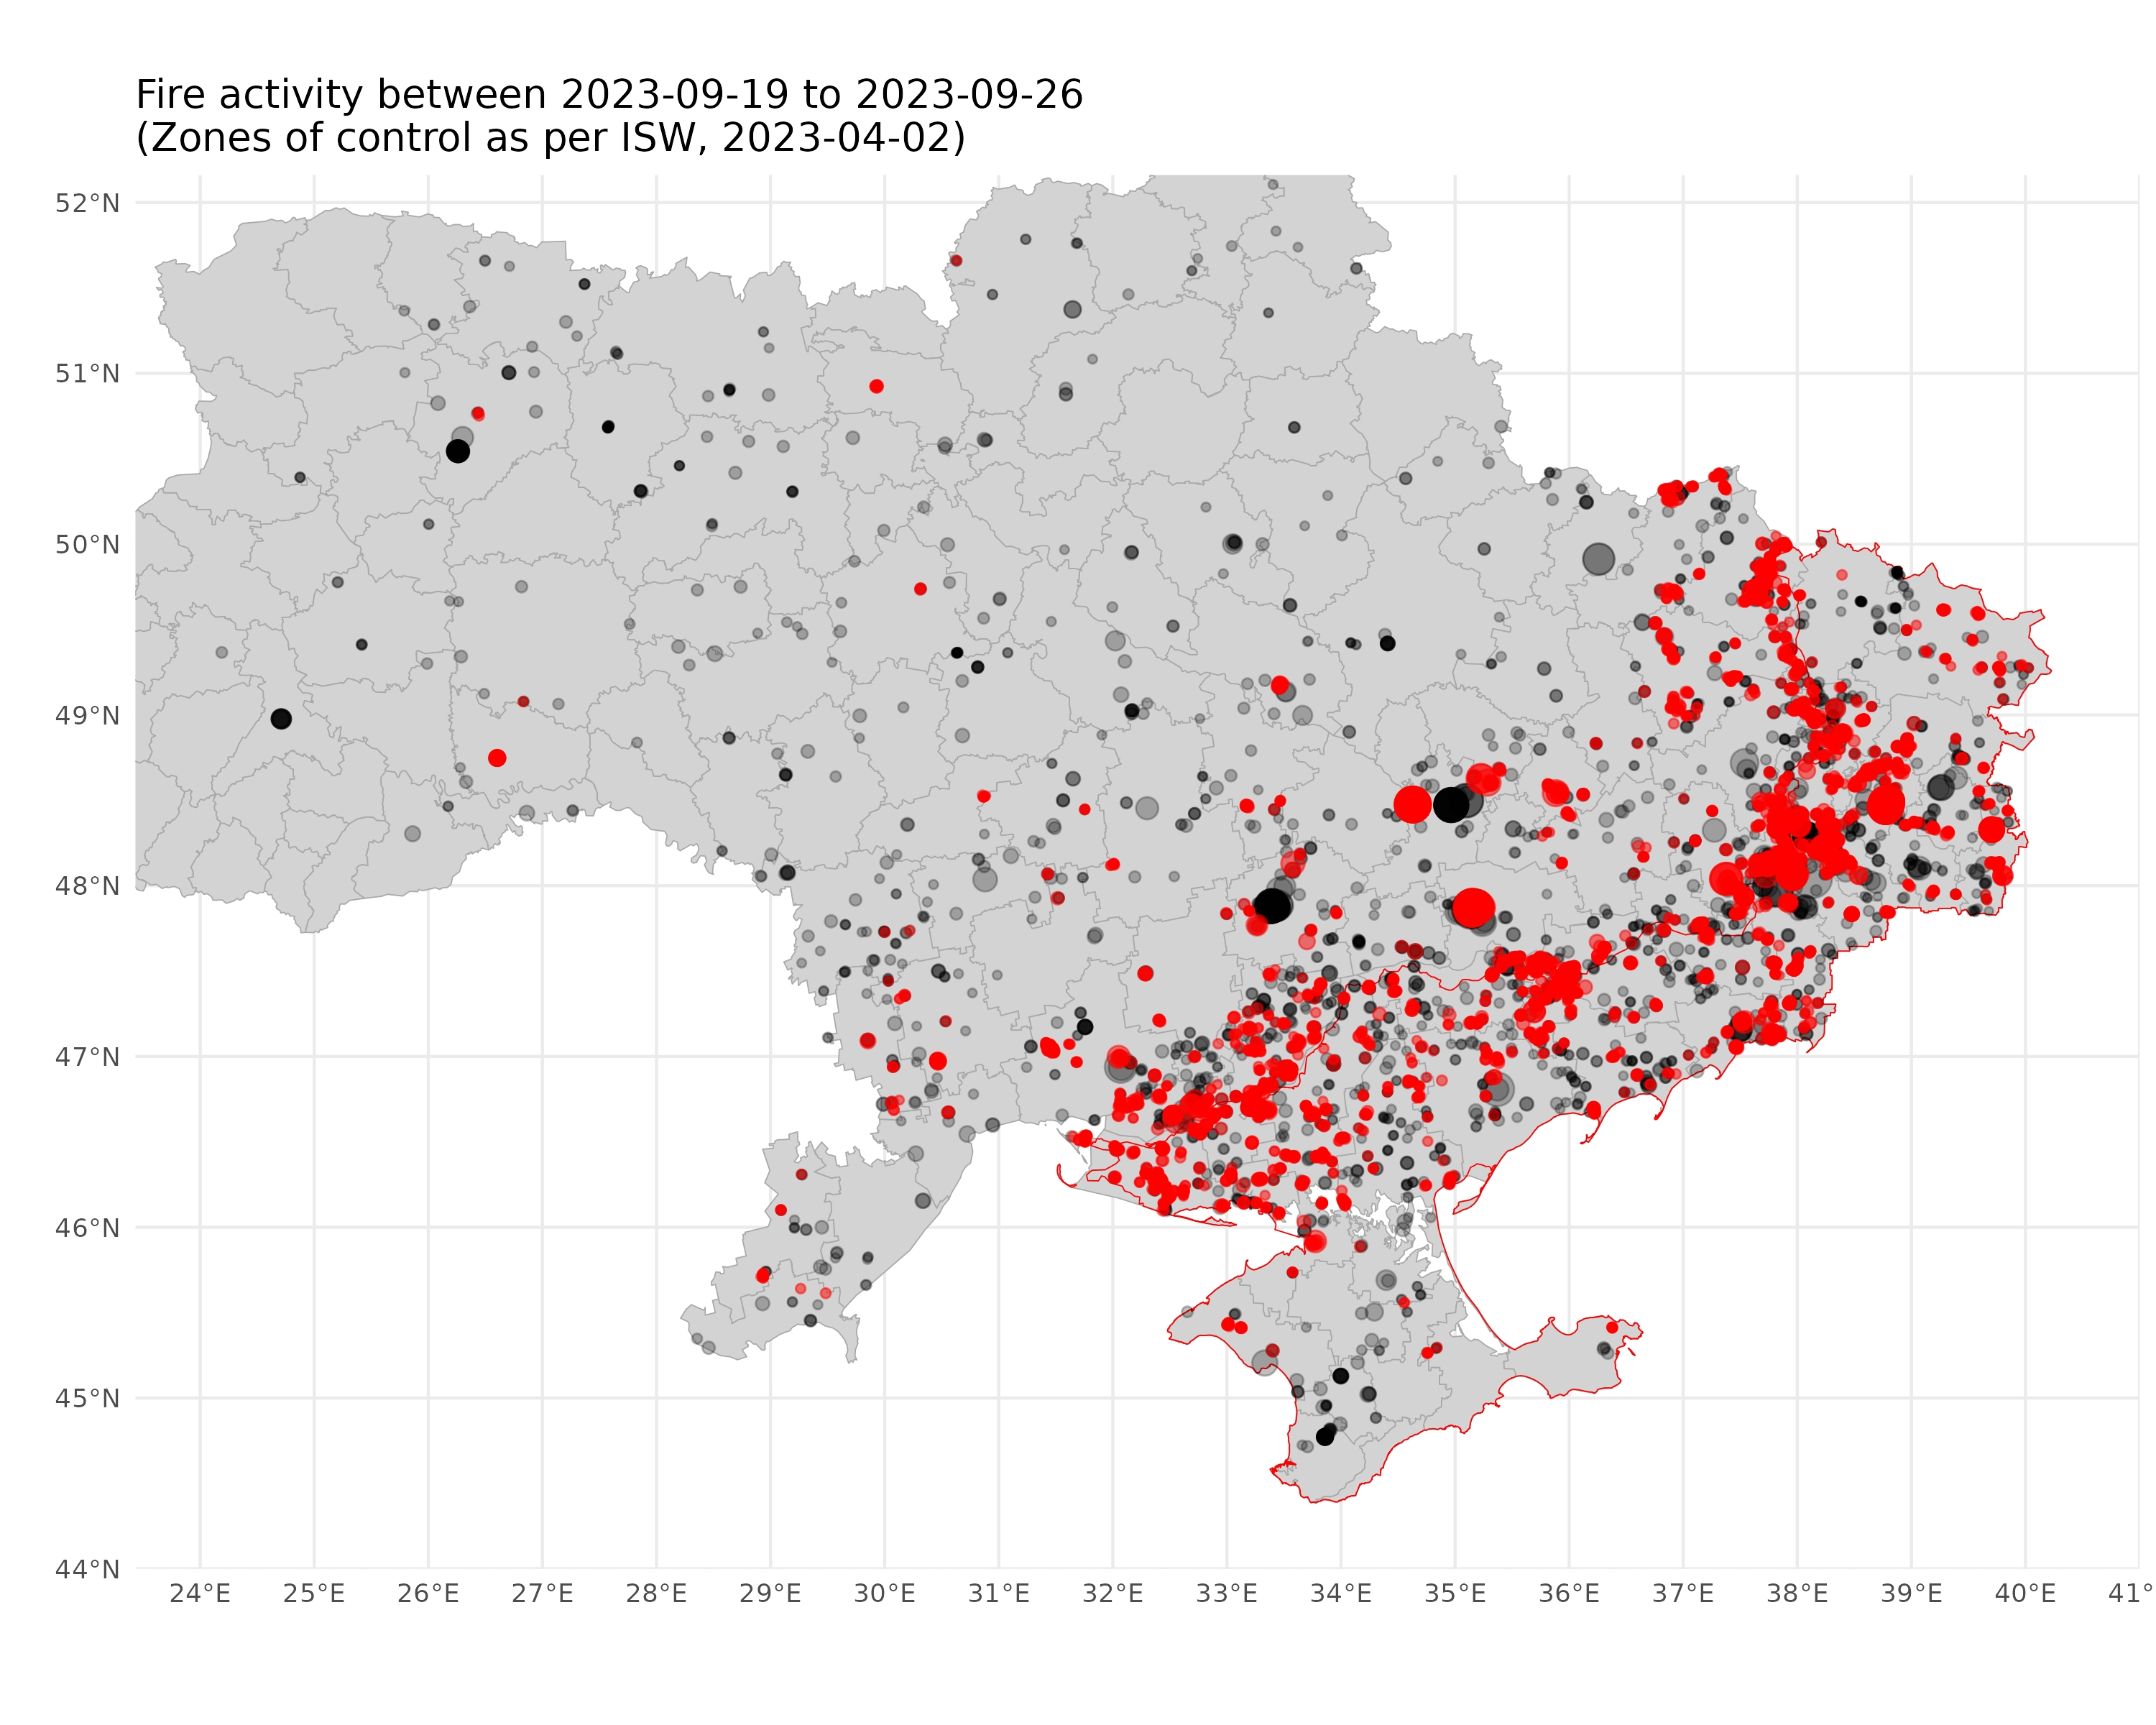 Fire activity between 2023-09-19 to 2023-09-26
(Zones of control as per ISW, 2023-04-02)
52°N
51°N
50°N
49°N
48°N
47°N
46°N
45°N
44°N
24°E 25°E 26°E 27°E 28°E 29°E 30°E 31°E 32°E 33°E 34°E 35°E 36°E 37°E 38°E 39°E 40°E 41°